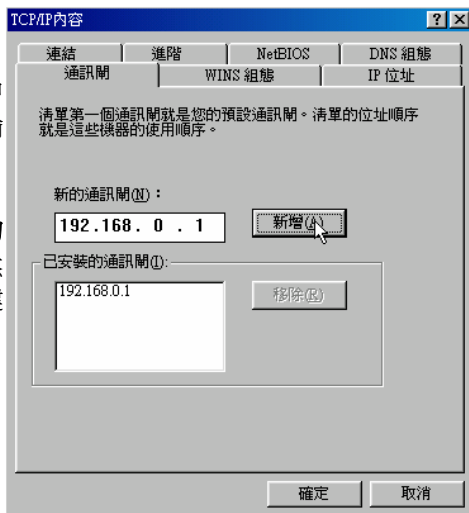 TCP/IP內容
連結 進階 NetBIOS DNS 組態
通訊閘 WINS 組態 IP 位址
清單第一個通訊閘就是您的預設通訊閘。清單的位址順序
就是這些機器的使用順序。
新的通訊閘(N)：
192.168. 0 . 1 新增(A)
已安裝的通訊閘(I):
192.168.0.1 移除(R)
確定 取消